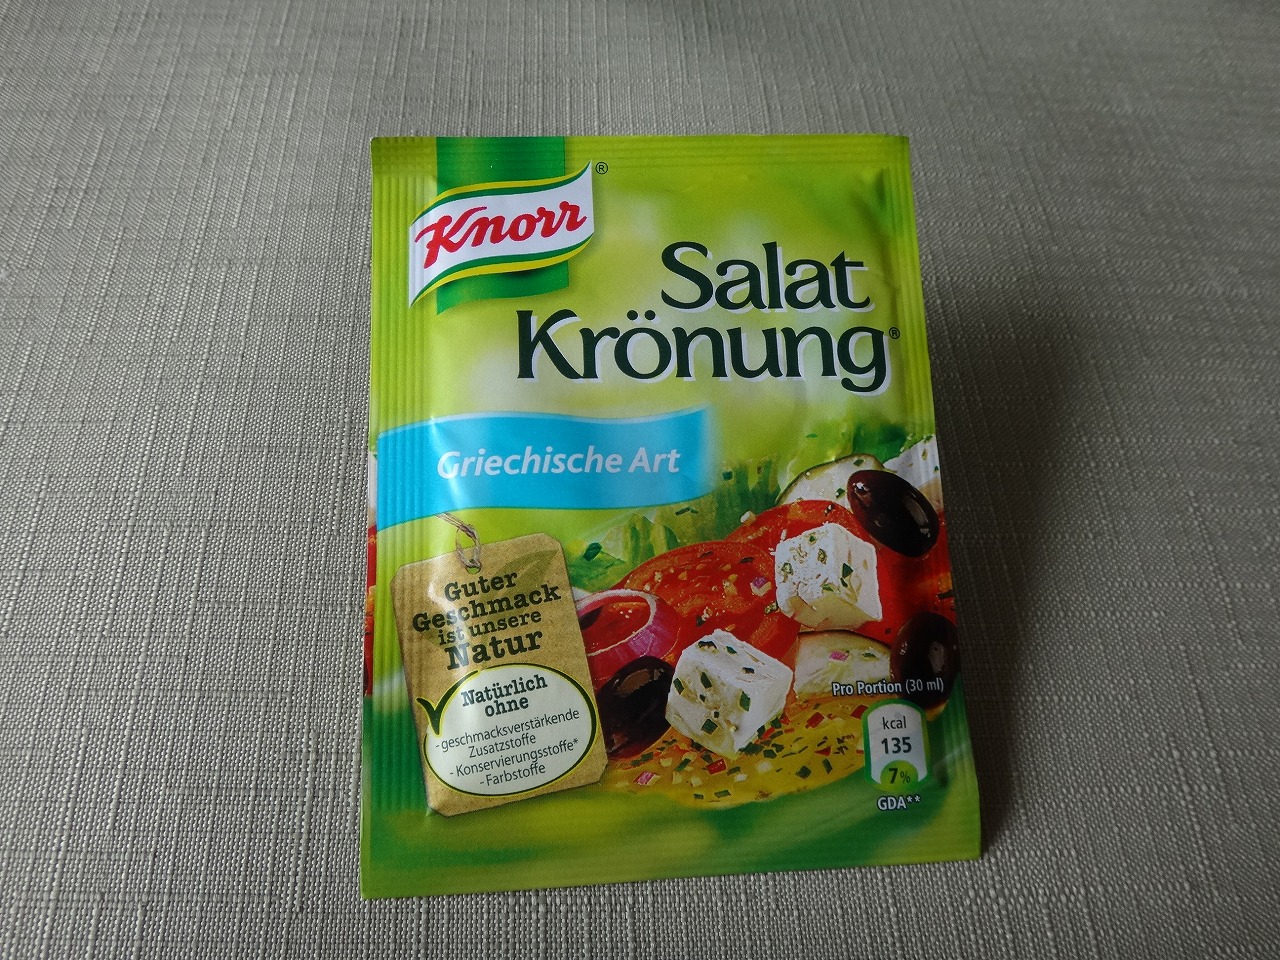 Knorr®
Salat
Krönung®
Griechische Art
Guter
Geschmack
ist unsere
Natur
Natürlich
ohne
- geschmacksverstärkende
Zusatzstoffe
- Konservierungsstoffe*
- Farbstoffe
Pro Portion (30 ml)
kcal
135
7%
GDA**